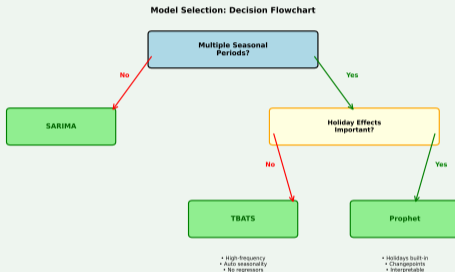 Model Selection: Decision Flowchart
Multiple Seasonal
Periods?
No
Yes
SARIMA
Holiday Effects
Important?
No
Yes
TBATS
Prophet
• High-frequency
• Auto seasonality
• No regressors
• Holidays built-in
• Changepoints
• Interpretable